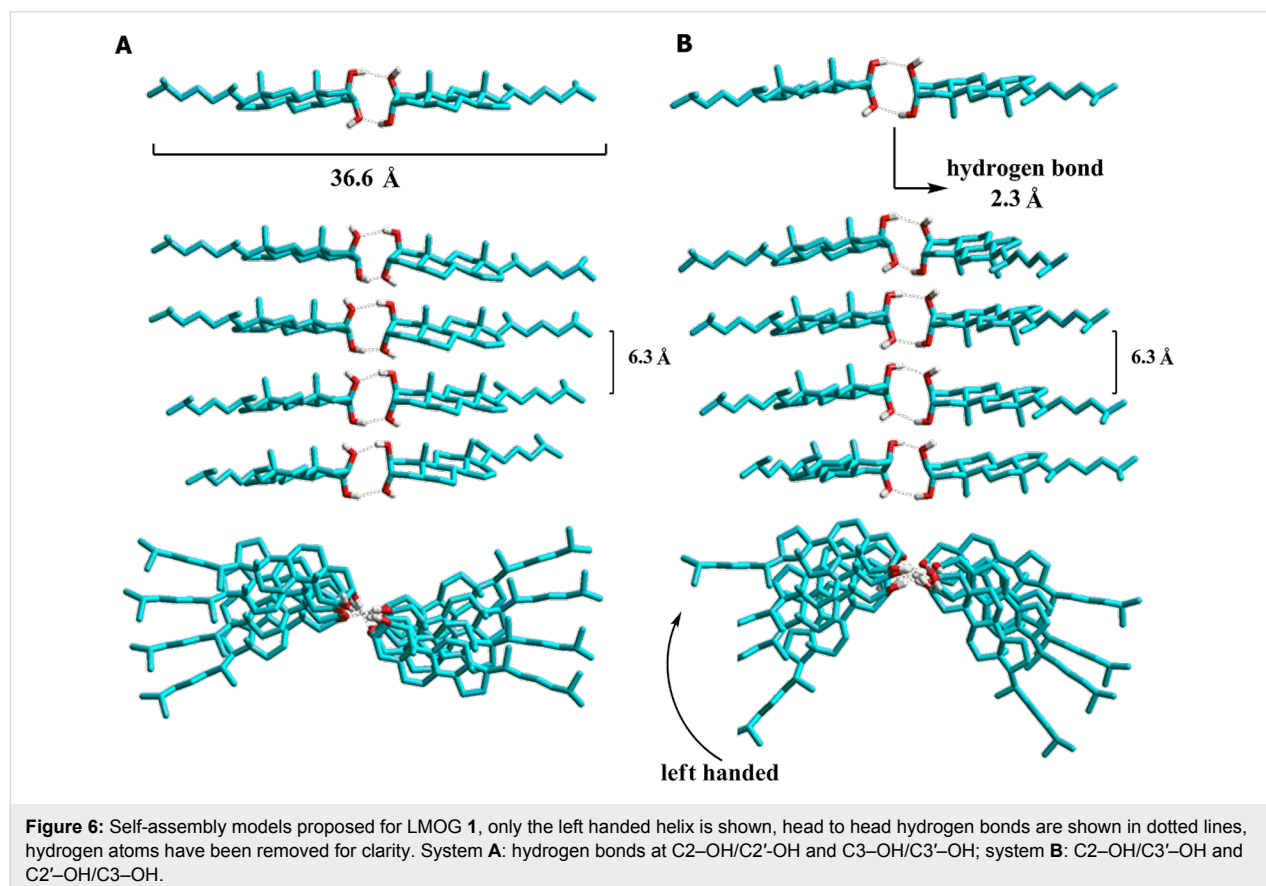 A
B
36.6 Å
hydrogen bond
2.3 Å
6.3 Å
6.3 Å
left handed
Figure 6: Self-assembly models proposed for LMOG 1, only the left handed helix is shown, head to head hydrogen bonds are shown in dotted lines,
hydrogen atoms have been removed for clarity. System A: hydrogen bonds at C2–OH/C2'-OH and C3–OH/C3'–OH; system B: C2–OH/C3'–OH and
C2'–OH/C3–OH.